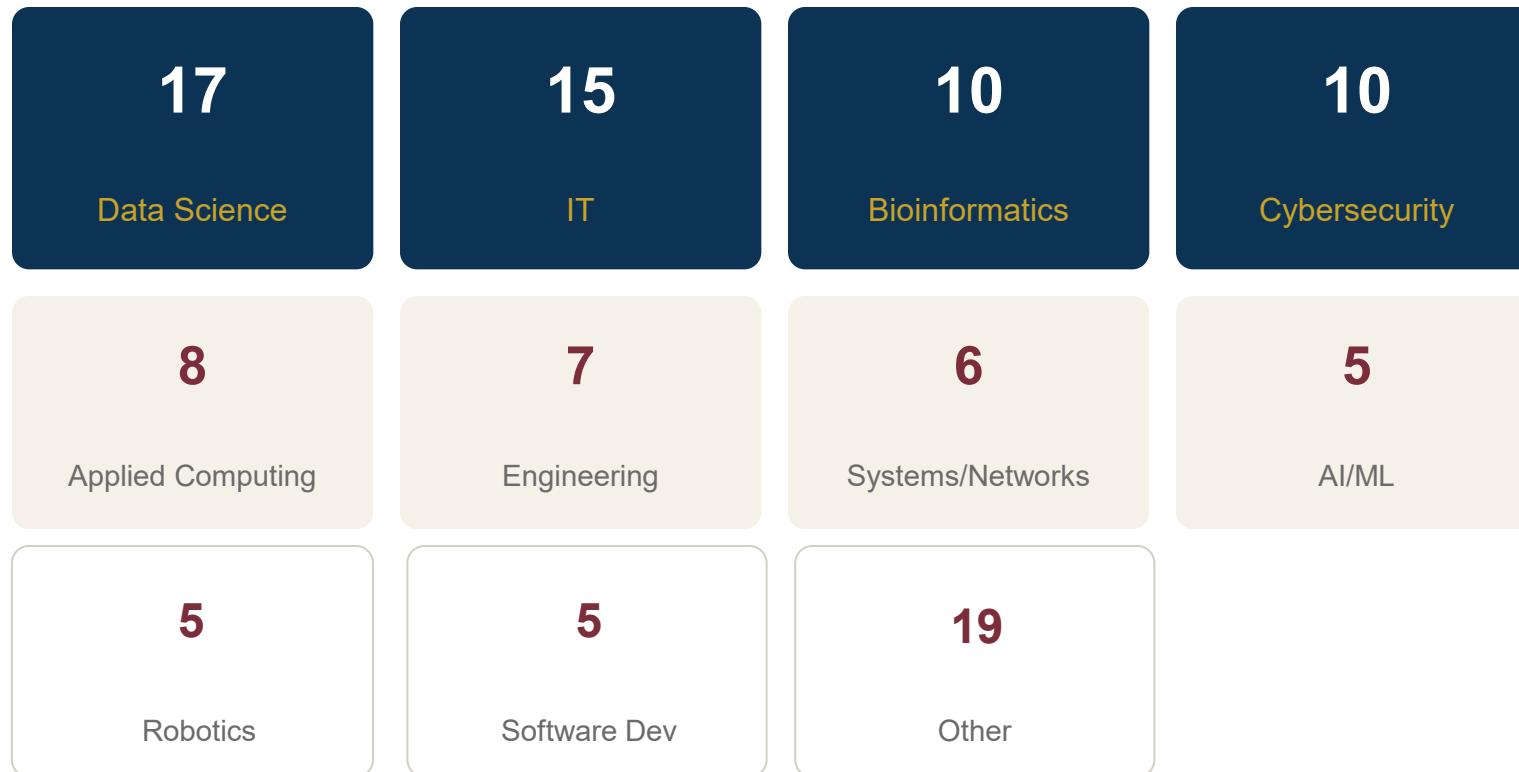 17
Data Science
15
IT
10
Bioinformatics
10
Cybersecurity
8
Applied Computing
7
Engineering
6
Systems/Networks
5
AI/ML
5
Robotics
5
Software Dev
19
Other